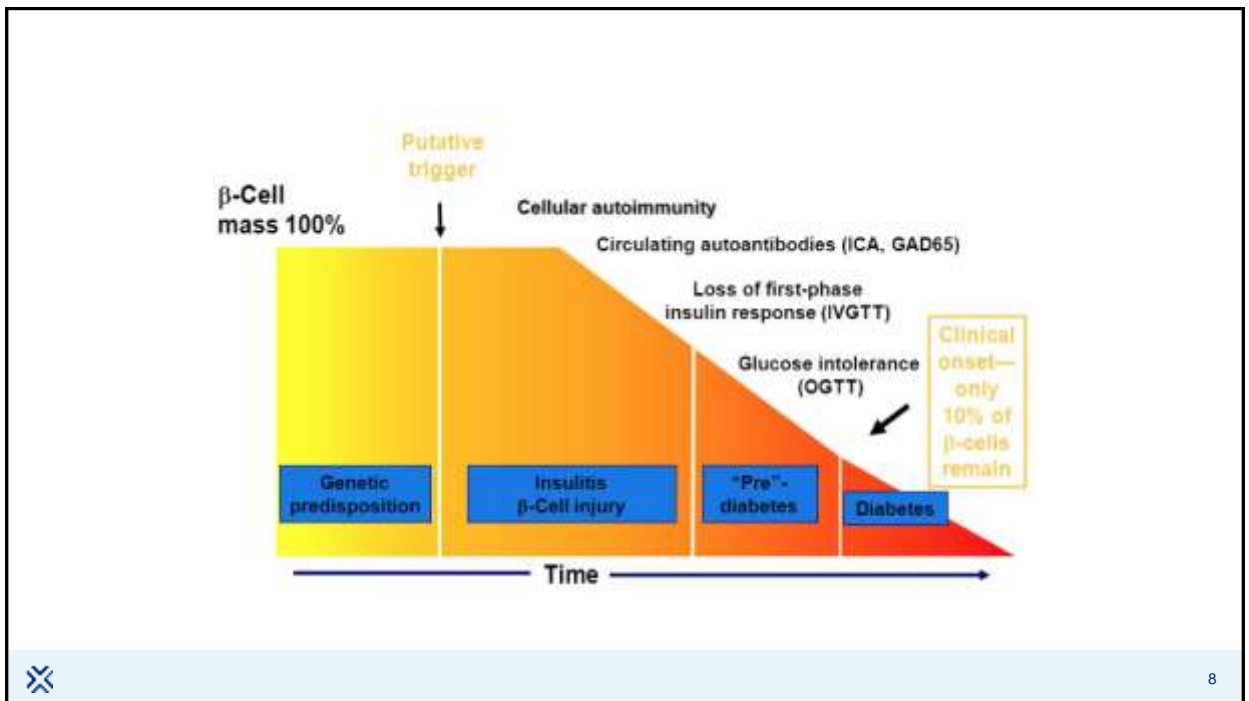 Putative
trigger
β-Cell
mass 100%
Cellular autoimmunity
Circulating autoantibodies (ICA, GAD65)
Loss of first-phase
insulin response (IVGTT)
Glucose intolerance
(OGTT)
Clinical
onset—
only
10% of
β-cells
remain
Genetic
predisposition
Insulitis
β-Cell injury
“Pre”-
diabetes
Diabetes
Time
8